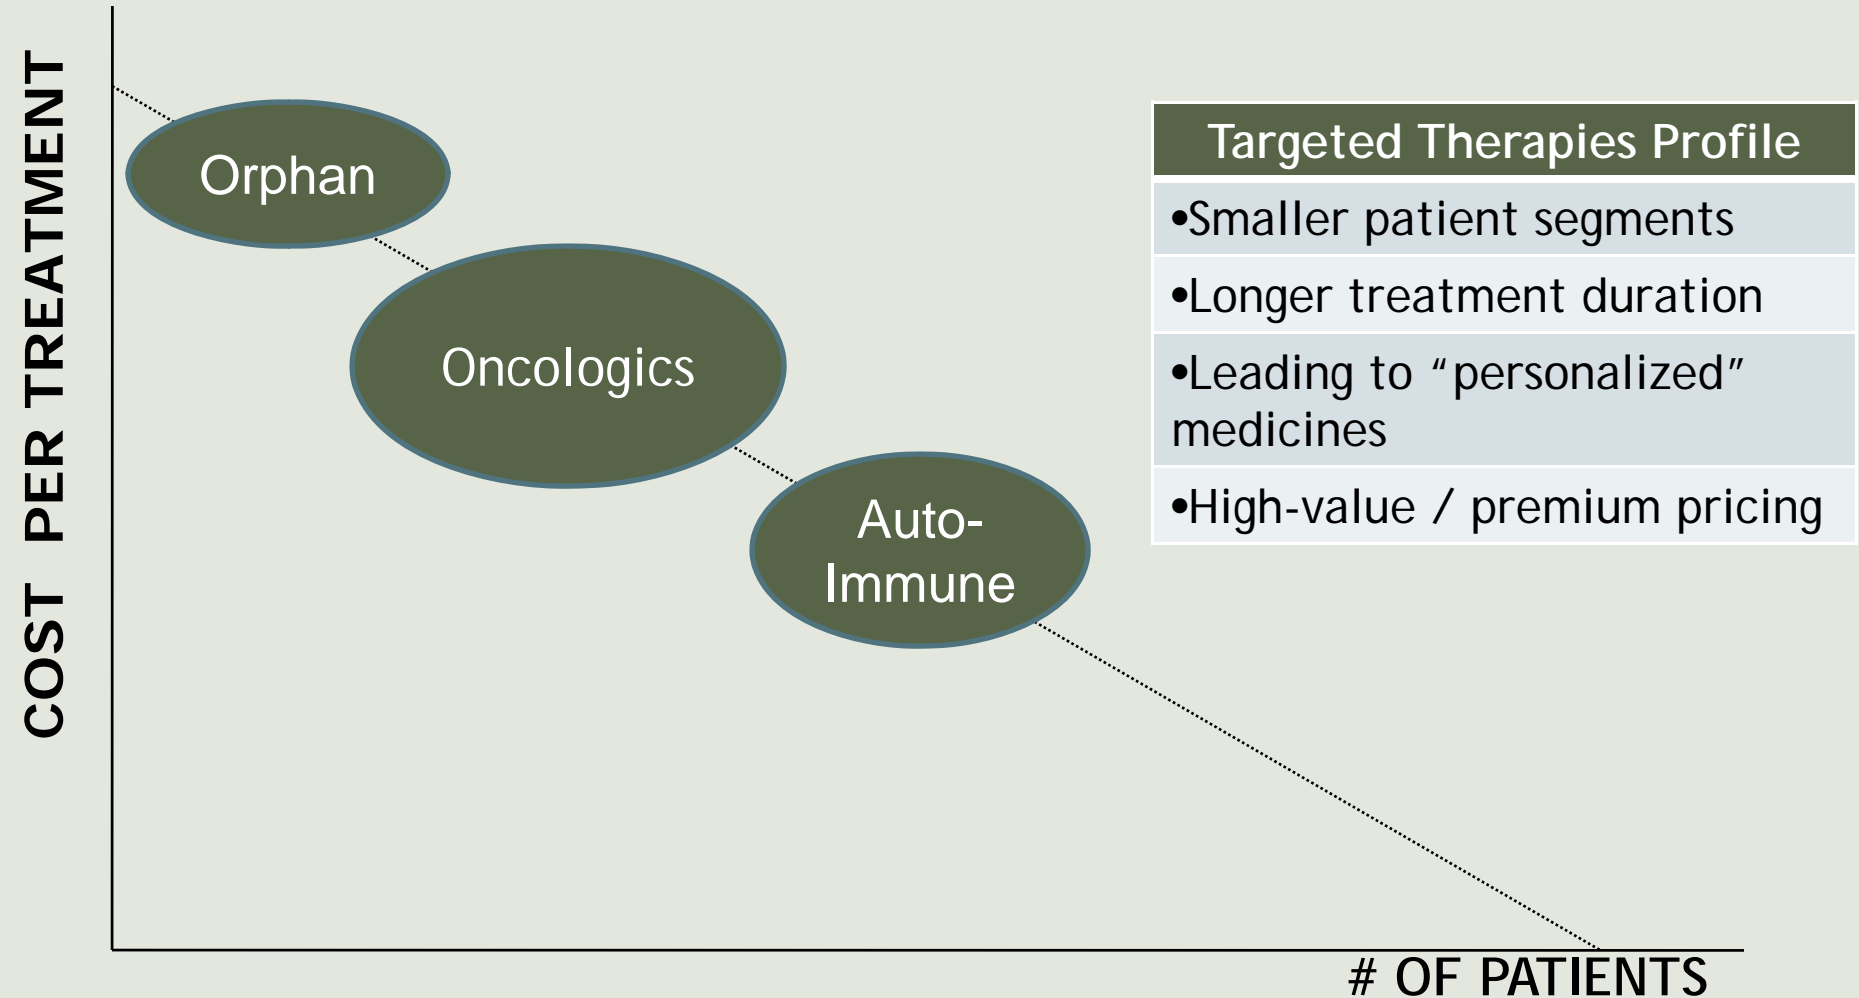 COST PER TREATMENT
Orphan
Oncologics
Auto-
Immune
Targeted Therapies Profile
•Smaller patient segments
•Longer treatment duration
•Leading to “personalized”
medicines
•High-value / premium pricing
# OF PATIENTS